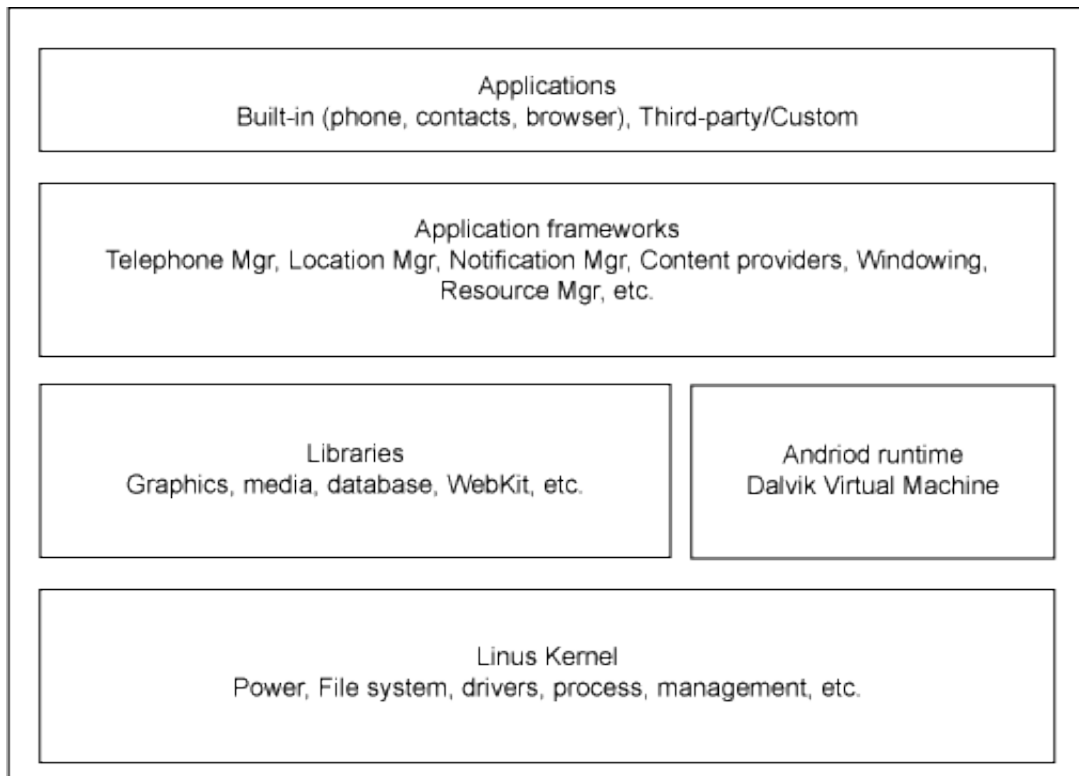 Applications
Built-in (phone, contacts, browser), Third-party/Custom
Application frameworks
Telephone Mgr, Location Mgr, Notification Mgr, Content providers, Windowing,
Resource Mgr, etc.
Libraries
Graphics, media, database, WebKit, etc.
Andriod runtime
Dalvik Virtual Machine
Linus Kernel
Power, File system, drivers, process, management, etc.